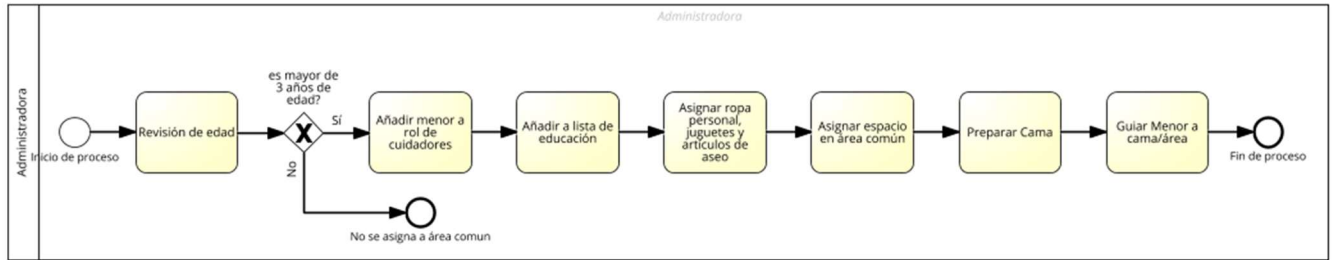 Administradora
Administradora
Inicio de proceso
Revisión de edad
es mayor de
3 años de
edad?
Sí
No
No se asigna a área comun
Añadir menor a
rol de
cuidadores
Añadir a lista de
educación
Asignar ropa
personal,
juguetes y
artículos de
aseo
Asignar espacio
en área común
Preparar Cama
Guiar Menor a
cama/área
Fin de proceso